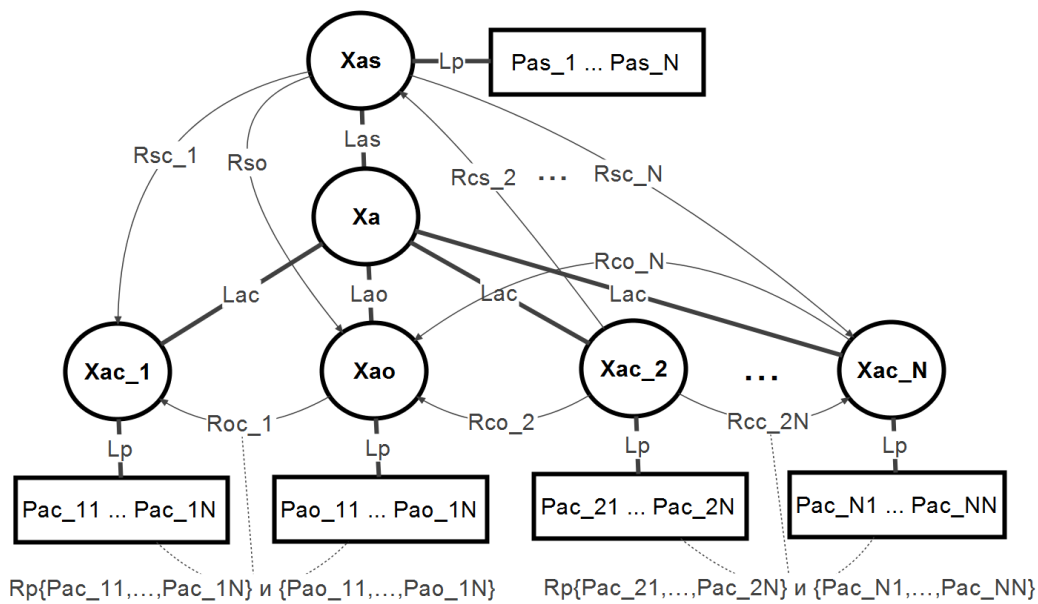 Xas
Lp
Pas_1 ... Pas_N
Las
Rsc_1
Rso
Rcs_2
...
Rsc_N
Xa
Rco_N
Lac
Lao
Lac
Lac
Xac_1
Xao
Xac_2
...
Xac_N
Roc_1
Rco_2
Rcc_2N
Lp
Lp
Lp
Lp
Pac_11 ... Pac_1N
Pao_11 ... Pao_1N
Pac_21 ... Pac_2N
Pac_N1 ... Pac_NN
Rp{Pac_11,...,Pac_1N} и {Pao_11,...,Pao_1N}
Rp{Pac_21,...,Pac_2N} и {Pac_N1,...,Pac_NN}